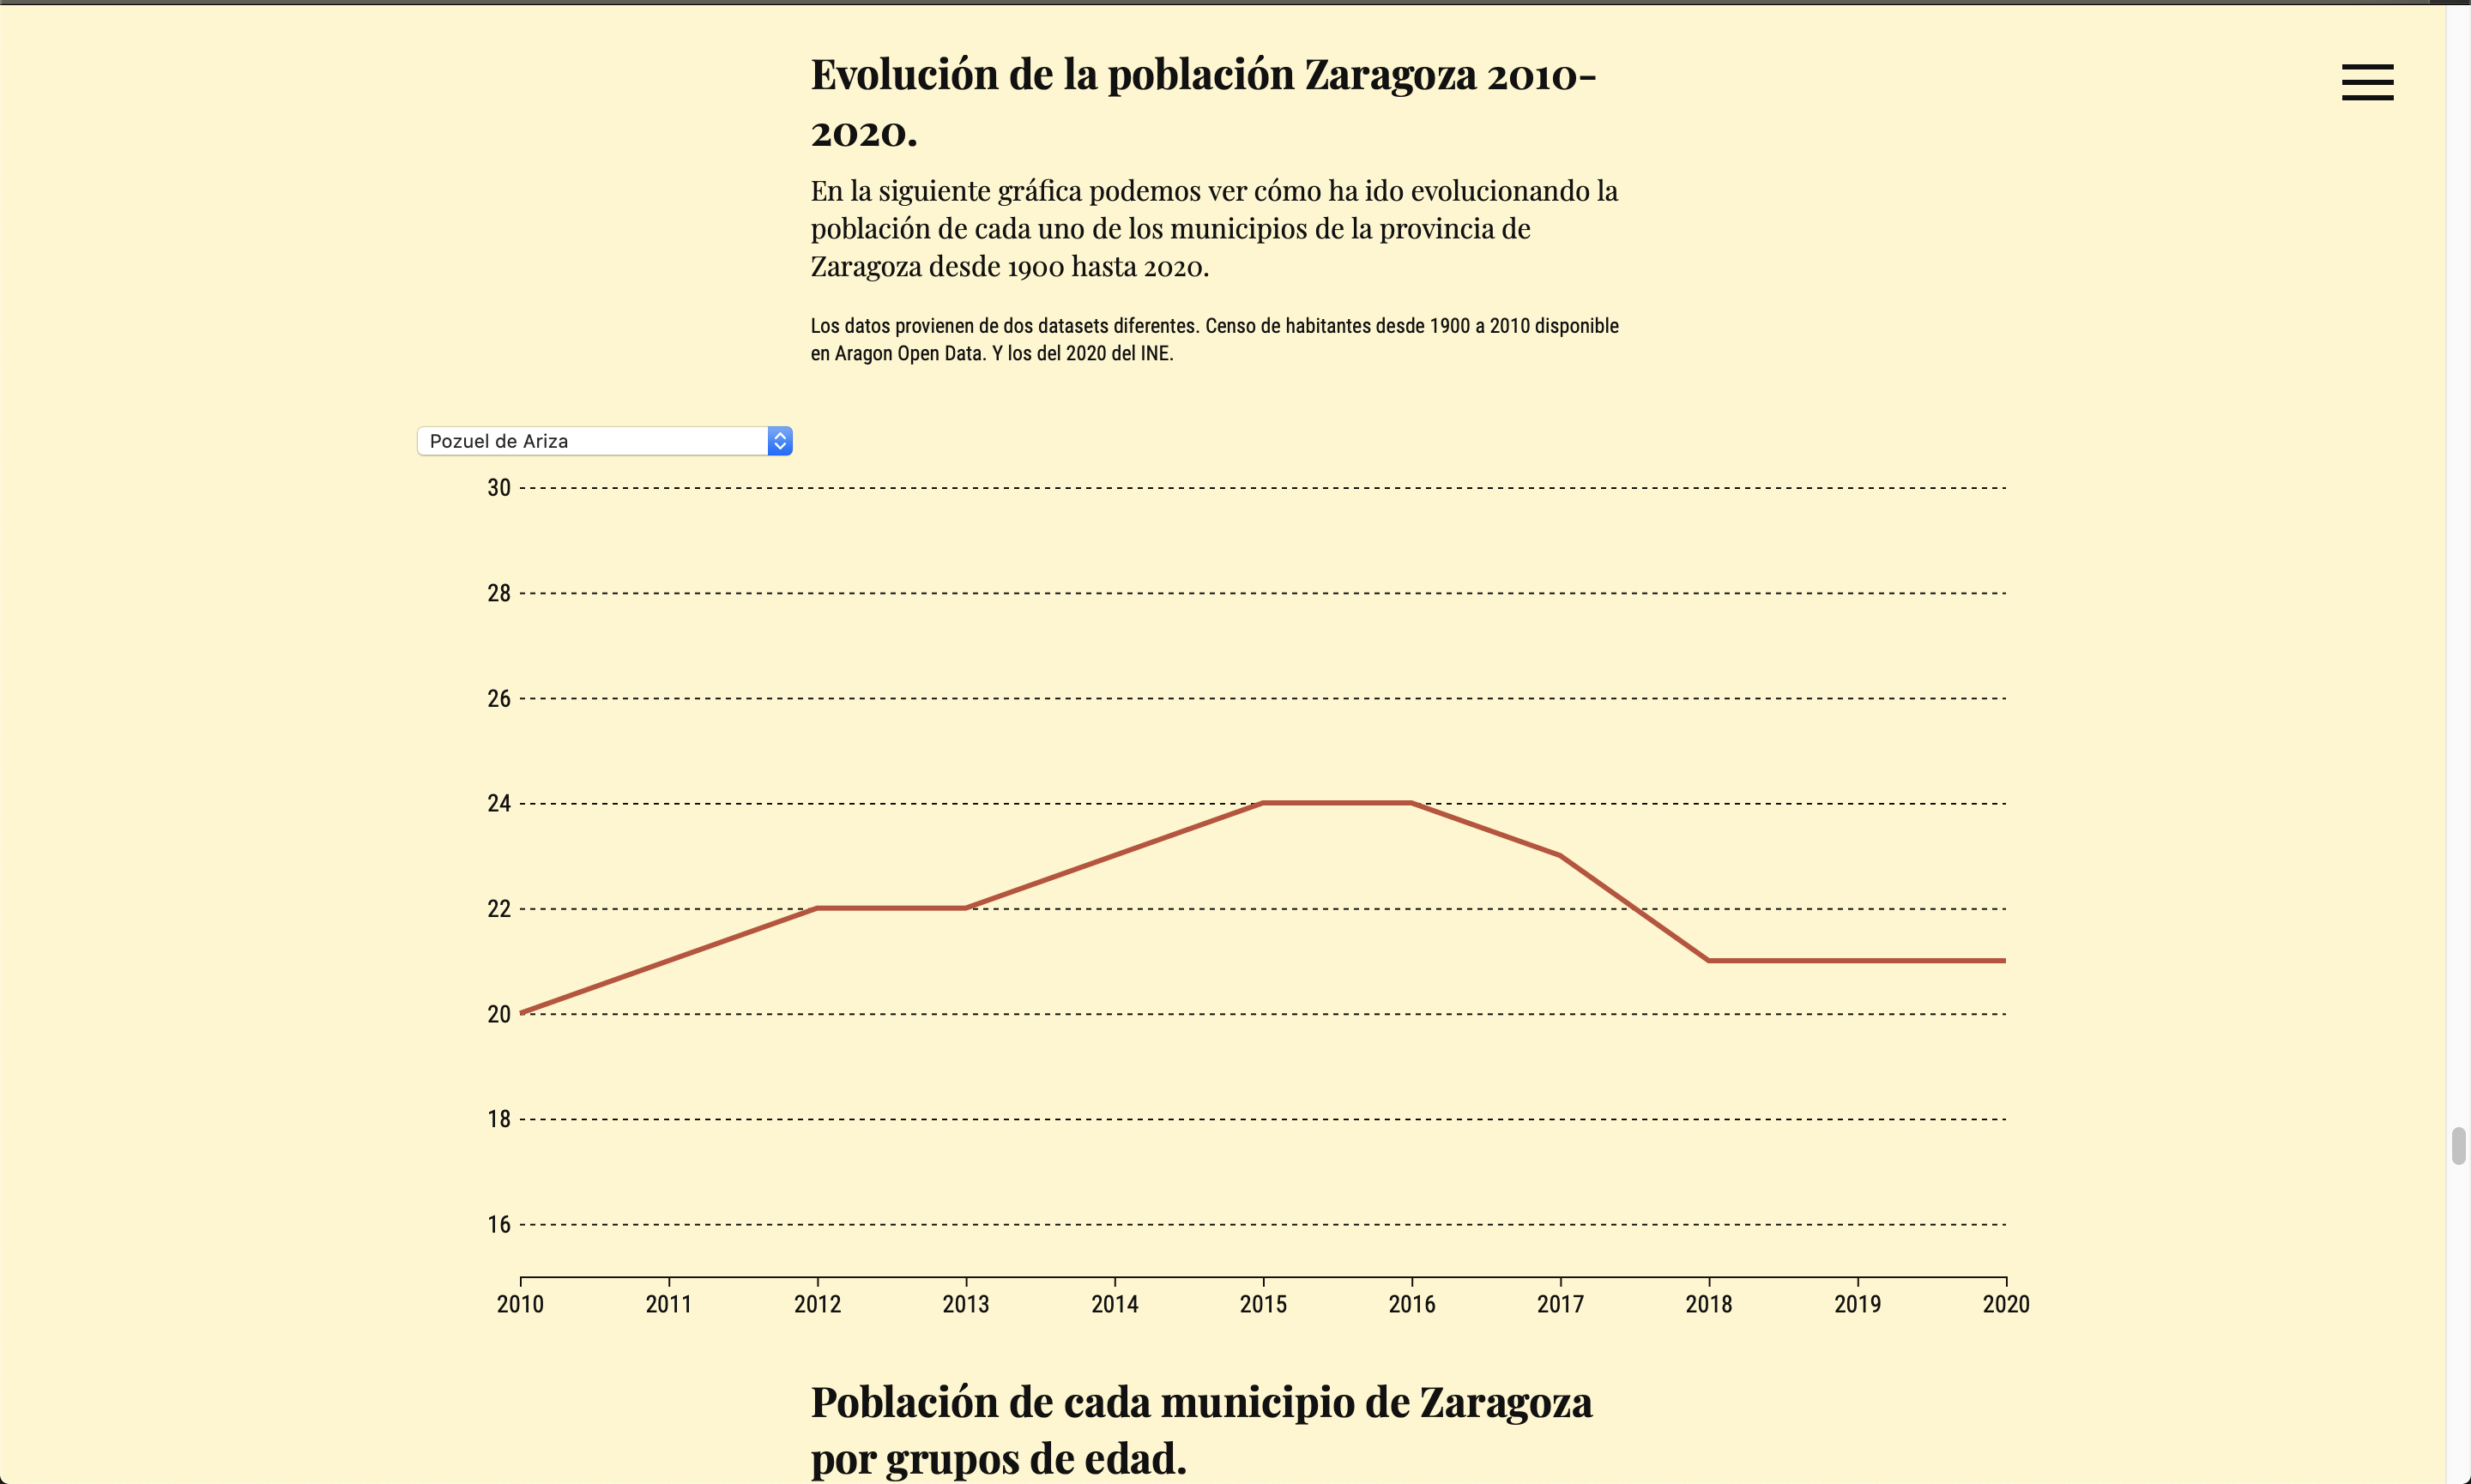 Evolución de la población Zaragoza 2010-
2020.
En la siguiente gráfica podemos ver cómo ha ido evolucionando la
población de cada uno de los municipios de la provincia de
Zaragoza desde 1900 hasta 2020.
Los datos provienen de dos datasets diferentes. Censo de habitantes desde 1900 a 2010 disponible
en Aragon Open Data. Y los del 2020 del INE.
Pozuel de Ariza
30
28
26
24
22
20
18
16
2010 2011 2012 2013 2014 2015 2016 2017 2018 2019 2020
Población de cada municipio de Zaragoza
por grupos de edad.